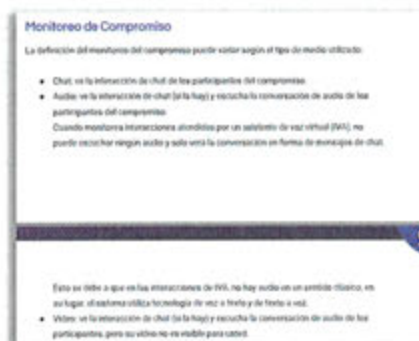 Monitoreo de Compromiso
La definición del monitoreo del compromiso puede variar según el tipo de medio utilizado:
• Chat: ve la interacción de chat de los participantes del compromiso.
• Audio: ve la interacción de chat (si la hay) y escucha la conversación de audio de los
participantes del compromiso.
Cuando monitorea interacciones atendidas por un asistente de voz virtual (IVA), no
puede escuchar ningún audio y solo verá la conversación en forma de mensajes de chat.
Esto se debe a que en las interacciones de IVA, no hay audio en un sentido clásico, en
su lugar, el sistema utiliza tecnología de voz a texto y de texto a voz.
• Video: ve la interacción de chat (si la hay) y escucha la conversación de audio de los
participantes, pero su video no es visible para usted.